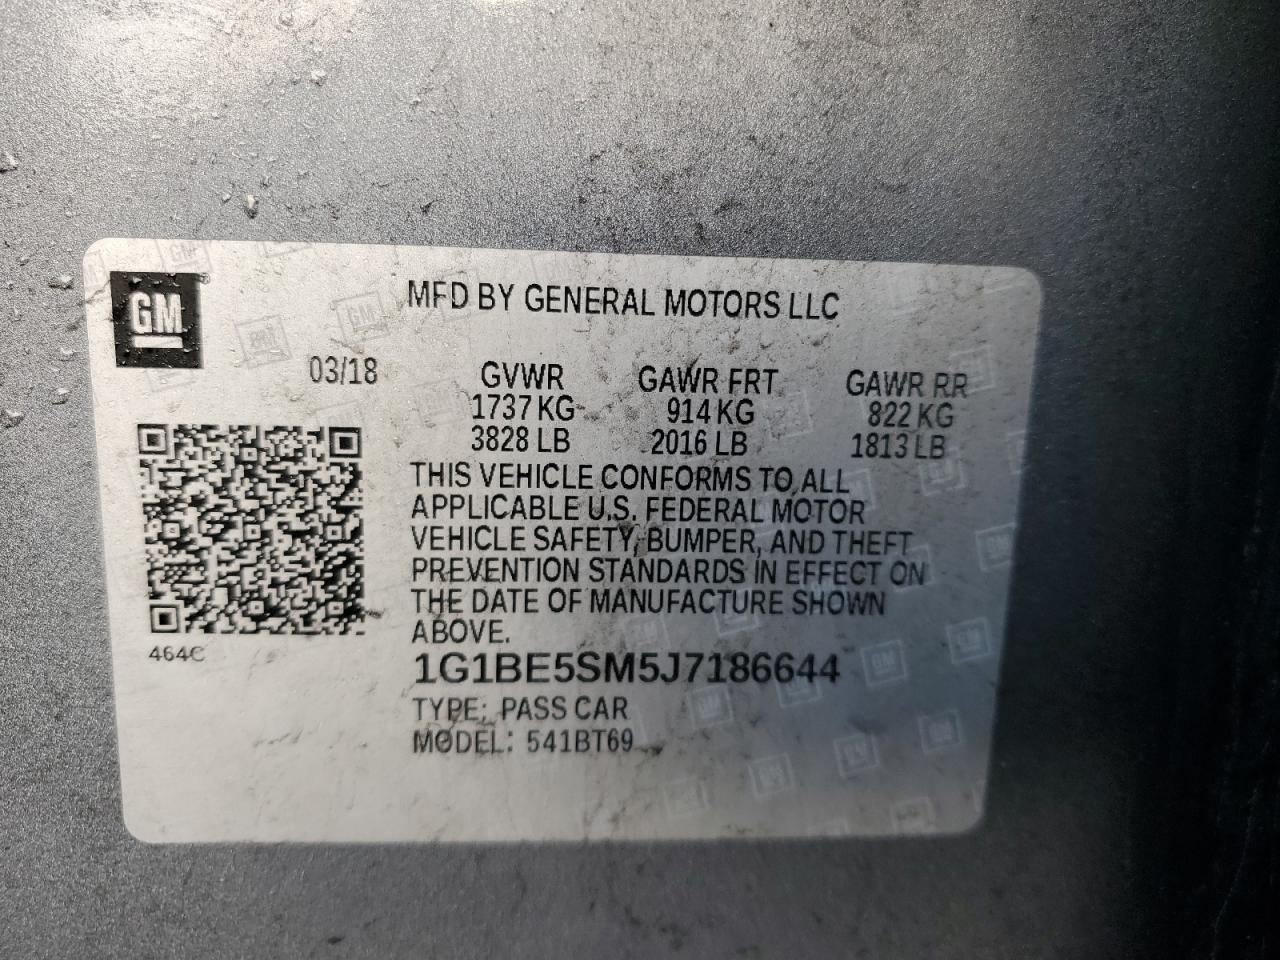 GM
MFD BY GENERAL MOTORS LLC
03/18
GVWR GAWR FRT GAWR RR
1737 KG 914 KG 822 KG
3828 LB 2016 LB 1813 LB
THIS VEHICLE CONFORMS TO ALL
APPLICABLE U.S. FEDERAL MOTOR
VEHICLE SAFETY, BUMPER, AND THEFT
PREVENTION STANDARDS IN EFFECT ON
THE DATE OF MANUFACTURE SHOWN
ABOVE.
464C
1G1BE5SM5J7186644
TYPE: PASS CAR
MODEL: 541BT69